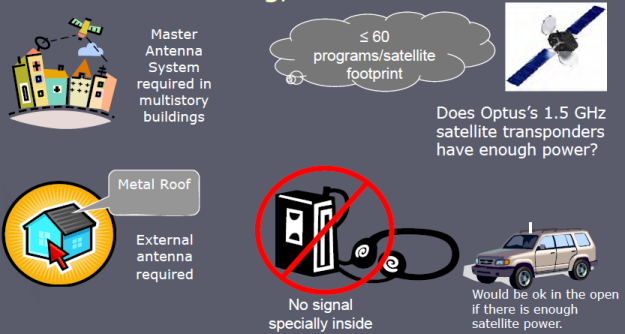 Master
Antenna
System
required in
multistory
buildings
≤ 60
programs/satellite
footprint
Does Optus's 1.5 GHz
satellite transponders
have enough power?
Metal Roof
External
antenna
required
No signal
specially inside
Would be ok in the open
if there is enough
satellite power.